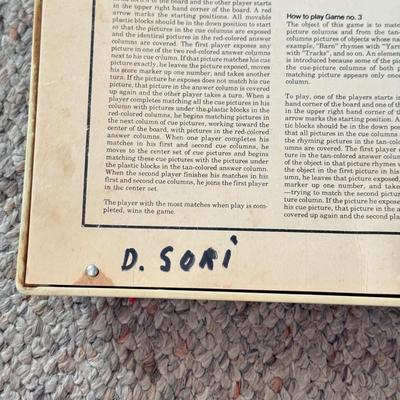 of the board and the other player starts
in the upper right hand corner of the board. A red
arrow marks the starting positions. All movable
plastic blocks should be in the down position to start
so that the pictures in the cue columns are exposed
and the identical pictures in the red-colored answer
columns are covered. The first player exposes any
picture in one of the two red-colored answer columns
next to his cue column. If that picture matches his cue
picture exactly, he leaves the picture exposed, moves
his score marker up one number, and takes another
turn. If the picture he exposes does not match his cue
picture, that picture in the answer column is covered
up again and the other player takes a turn. When a
player completes matching all the cue pictures in his
column with pictures under the plastic blocks in the
red-colored columns, he begins matching pictures in
the next column of cue pictures, working toward the
center of the board, with pictures in the red-colored
answer columns. When one player completes his
matches in his first and second cue columns, he
moves to the center set of cue pictures and begins
matching these cue pictures with the pictures under
the plastic blocks in the tan-colored answer column.
When the second player finishes his matches in his
first and second cue columns, he joins the first player
in the center set.
The player with the most matches when play is com-
pleted, wins the game.
How to play Game no. 3
The object of this game is to matc
picture columns and from the tan-
columns pictures of objects whose na
example, "Barn" rhymes with "Yarn
with "Tracks", and so on. An elemen
is introduced because some of the pic
the cue-picture columns of both p
matching picture appears only onc
column.
To play, one of the players starts i
hand corner of the board and one of th
in the upper right hand corner of t
arrow marks the starting position. A
tic blocks should be in the down po
that all pictures in the cue columns
the rhyming pictures in the tan-colo
umns are covered. The first player e
ture in the tan-colored answer colum
of the object in that picture rhymes
the object in the first picture in his
umn, he leaves that picture exposed,
marker up one number, and take
—trying to match the second pictur
ture column. If the picture he expose
his cue picture, that picture in the a
covered up again and the second pla
D. SORI